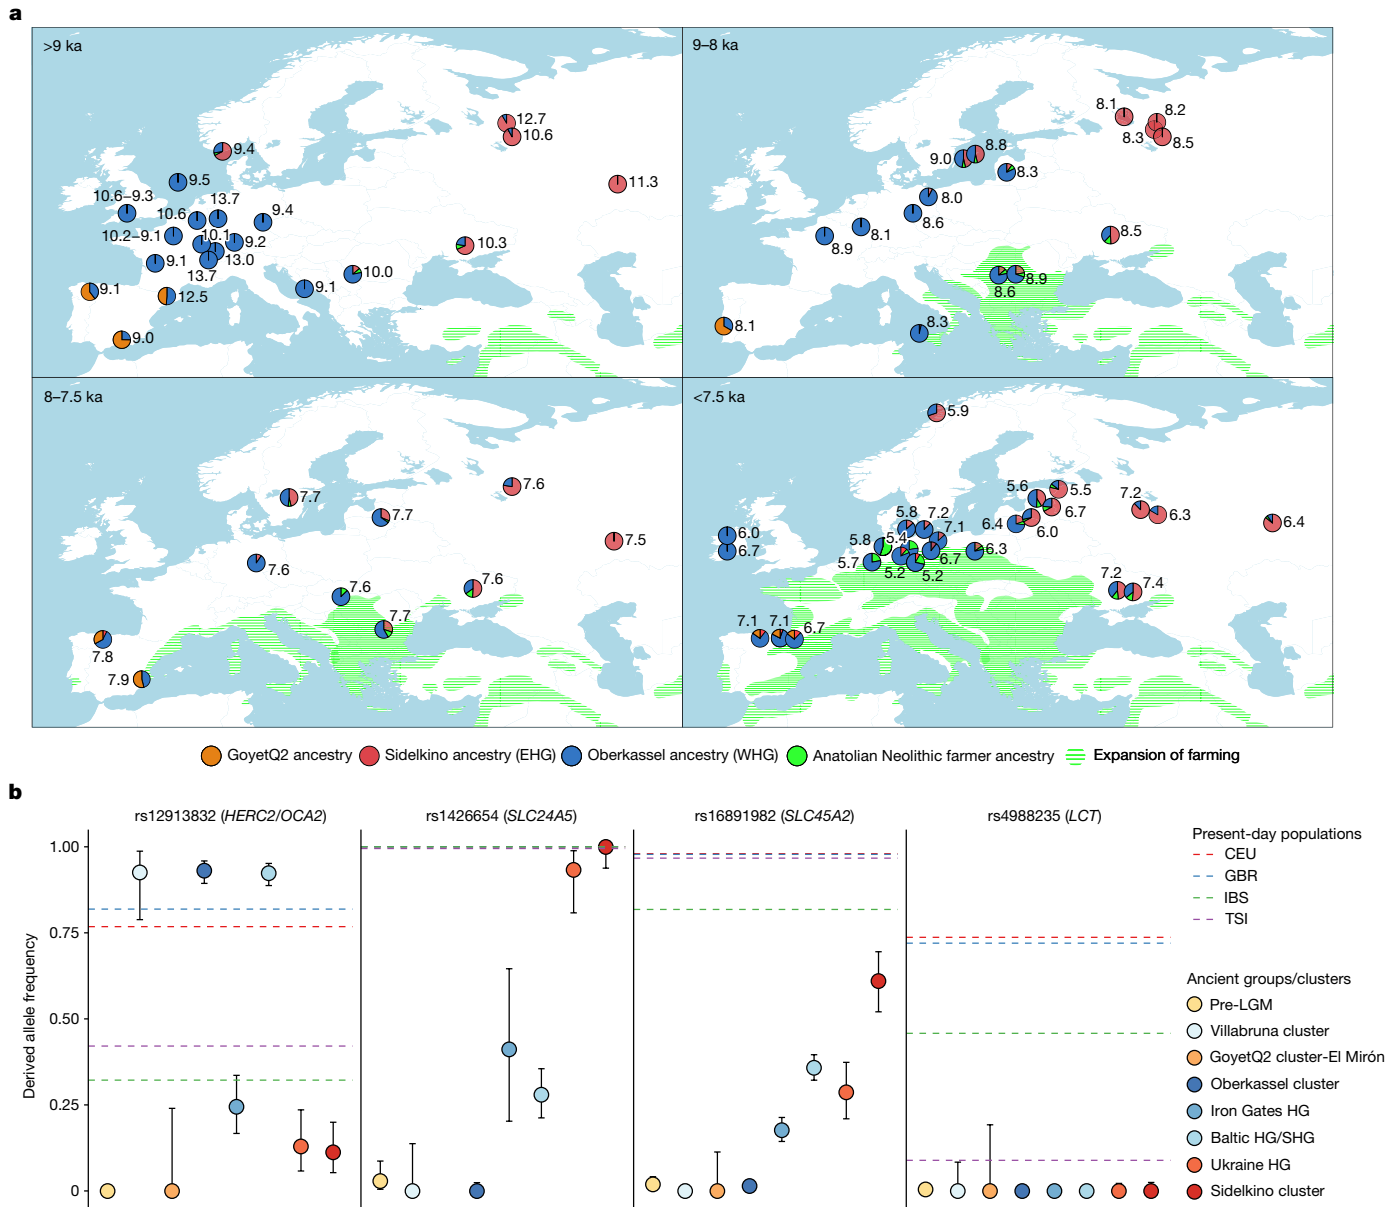 a
>9 ka
12.7
10.6
9.4
11.3
9.5
10.6–9.3
13.7
10.6
9.4
10.2–9.1
10.1
9.2
10.3
13.0
9.1
13.7
10.0
9.1
9.1
12.5
9.0
9–8 ka
8.1
8.2
8.3
8.5
8.8
9.0
8.3
8.0
8.6
8.1
8.9
8.5
8.9
8.6
8.3
8.1
8–7.5 ka
7.6
7.7
7.7
7.5
7.6
7.6
7.6
7.7
7.8
7.9
<7.5 ka
5.9
5.6
5.5
7.2
6.7
6.3
6.4
5.8
7.2
6.4
7.1
6.0
5.8
5.4
6.3
5.7
6.7
5.2
5.2
7.2
7.4
7.1
7.1
6.7
GoyetQ2 ancestry
Sidelkino ancestry (EHG)
Oberkassel ancestry (WHG)
Anatolian Neolithic farmer ancestry
Expansion of farming
b
rs12913832 (HERC2/OCA2)
rs1426654 (SLC24A5)
rs16891982 (SLC45A2)
rs4988235 (LCT)
Derived allele frequency
1.00
0.75
0.50
0.25
0
Present-day populations
CEU
GBR
IBS
TSI
Ancient groups/clusters
Pre-LGM
Villabruna cluster
GoyetQ2 cluster-El Mirón
Oberkassel cluster
Iron Gates HG
Baltic HG/SHG
Ukraine HG
Sidelkino cluster